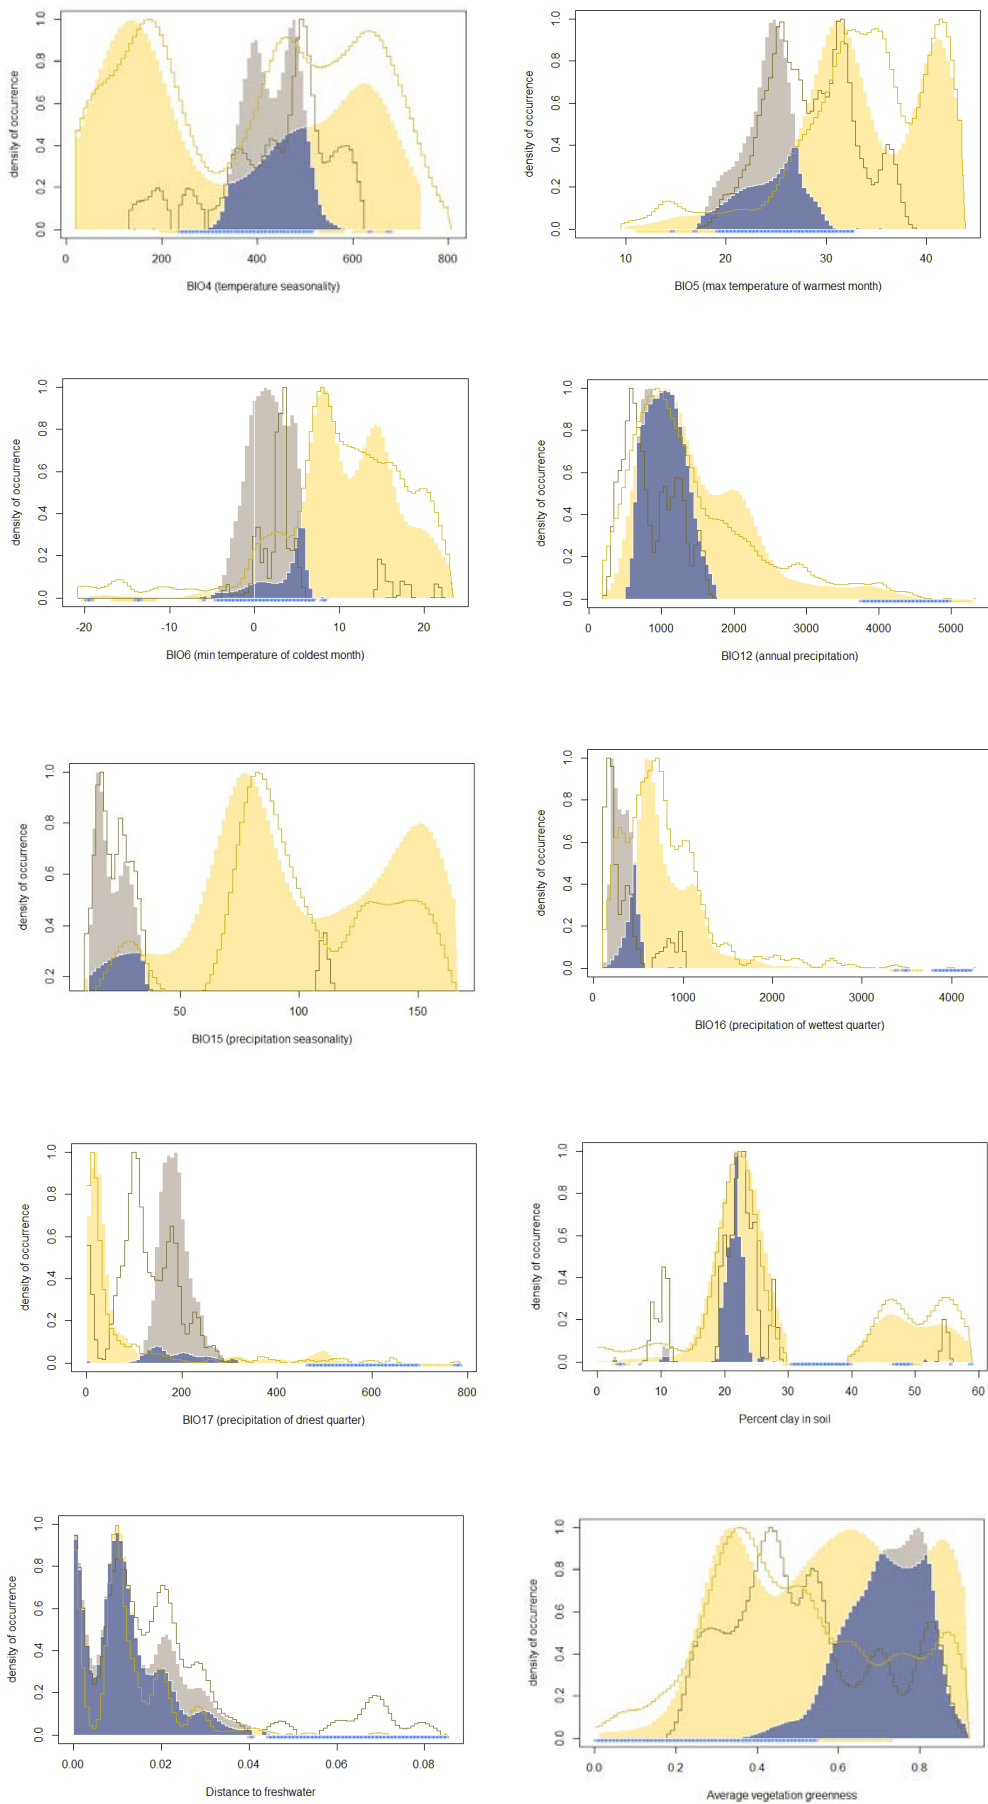 density of occurrence
0.0 0.2 0.4 0.6 0.8 1.0
0 200 400 600 800
BIO4 (temperature seasonality)
density of occurrence
0.0 0.2 0.4 0.6 0.8 1.0
10 20 30 40
BIO5 (max temperature of warmest month)
density of occurrence
0.0 0.2 0.4 0.6 0.8 1.0
-20 -10 0 10 20
BIO6 (min temperature of coldest month)
density of occurrence
0.0 0.2 0.4 0.6 0.8 1.0
0 1000 2000 3000 4000 5000
BIO12 (annual precipitation)
density of occurrence
0.2 0.4 0.6 0.8 1.0
50 100 150
BIO15 (precipitation seasonality)
density of occurrence
0.0 0.2 0.4 0.6 0.8 1.0
0 1000 2000 3000 4000
BIO16 (precipitation of wettest quarter)
density of occurrence
0.0 0.2 0.4 0.6 0.8 1.0
0 200 400 600 800
BIO17 (precipitation of driest quarter)
density of occurrence
0.0 0.2 0.4 0.6 0.8 1.0
0 10 20 30 40 50 60
Percent clay in soil
density of occurrence
0.0 0.2 0.4 0.6 0.8 1.0
0.00 0.02 0.04 0.06 0.08
Distance to freshwater
density of occurrence
0.0 0.2 0.4 0.6 0.8 1.0
0.0 0.2 0.4 0.6 0.8
Average vegetation greenness